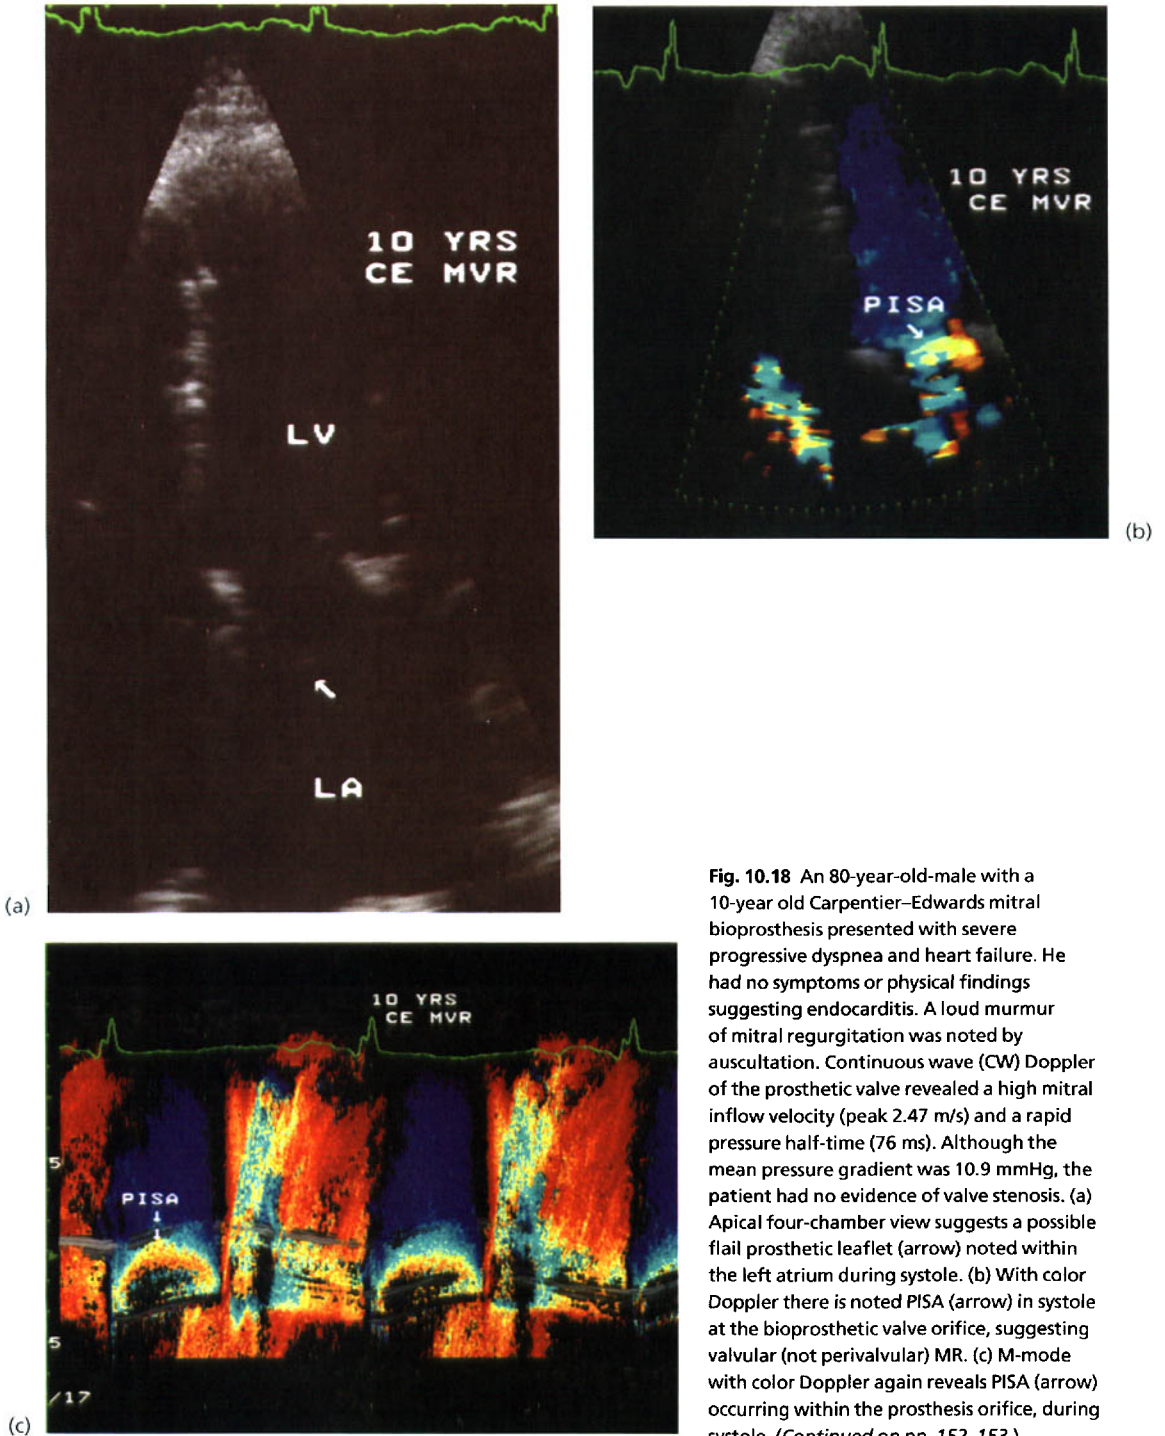 10 YRS
CE MVR
LV
LA
(a)
10 YRS
CE MVR
PISA
(b)
10 YRS
CE MVR
5
PISA
5
/17
(c)
Fig. 10.18 An 80-year-old-male with a
10-year old Carpentier–Edwards mitral
bioprosthesis presented with severe
progressive dyspnea and heart failure. He
had no symptoms or physical findings
suggesting endocarditis. A loud murmur
of mitral regurgitation was noted by
auscultation. Continuous wave (CW) Doppler
of the prosthetic valve revealed a high mitral
inflow velocity (peak 2.47 m/s) and a rapid
pressure half-time (76 ms). Although the
mean pressure gradient was 10.9 mmHg, the
patient had no evidence of valve stenosis. (a)
Apical four-chamber view suggests a possible
flail prosthetic leaflet (arrow) noted within
the left atrium during systole. (b) With color
Doppler there is noted PISA (arrow) in systole
at the bioprosthetic valve orifice, suggesting
valvular (not perivalvular) MR. (c) M-mode
with color Doppler again reveals PISA (arrow)
occurring within the prosthesis orifice, during
systole. (Continued on pp. 152–153.)